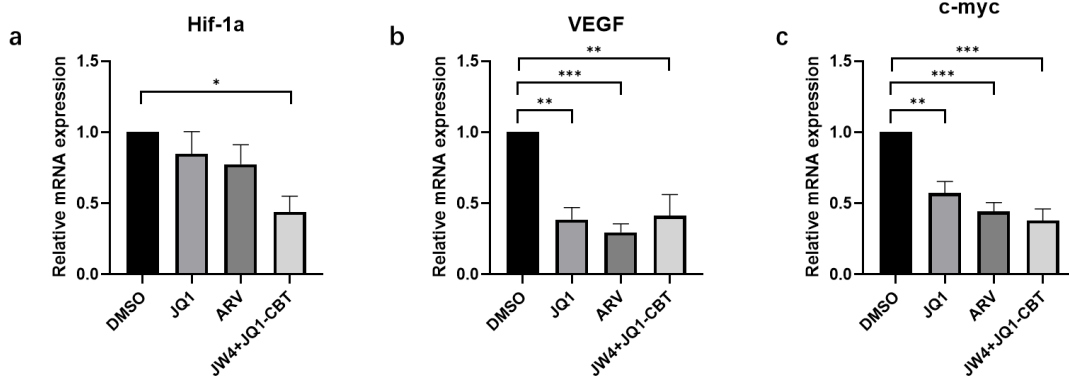 a
Hif-1a
Relative mRNA expression
1.5
1.0
0.5
0.0
*
DMSO
JQ1
ARV
JW4+JQ1-CBT
b
VEGF
Relative mRNA expression
1.5
1.0
0.5
0.0
**
***
**
DMSO
JQ1
ARV
JW4+JQ1-CBT
c
c-myc
Relative mRNA expression
1.5
1.0
0.5
0.0
***
***
**
DMSO
JQ1
ARV
JW4+JQ1-CBT